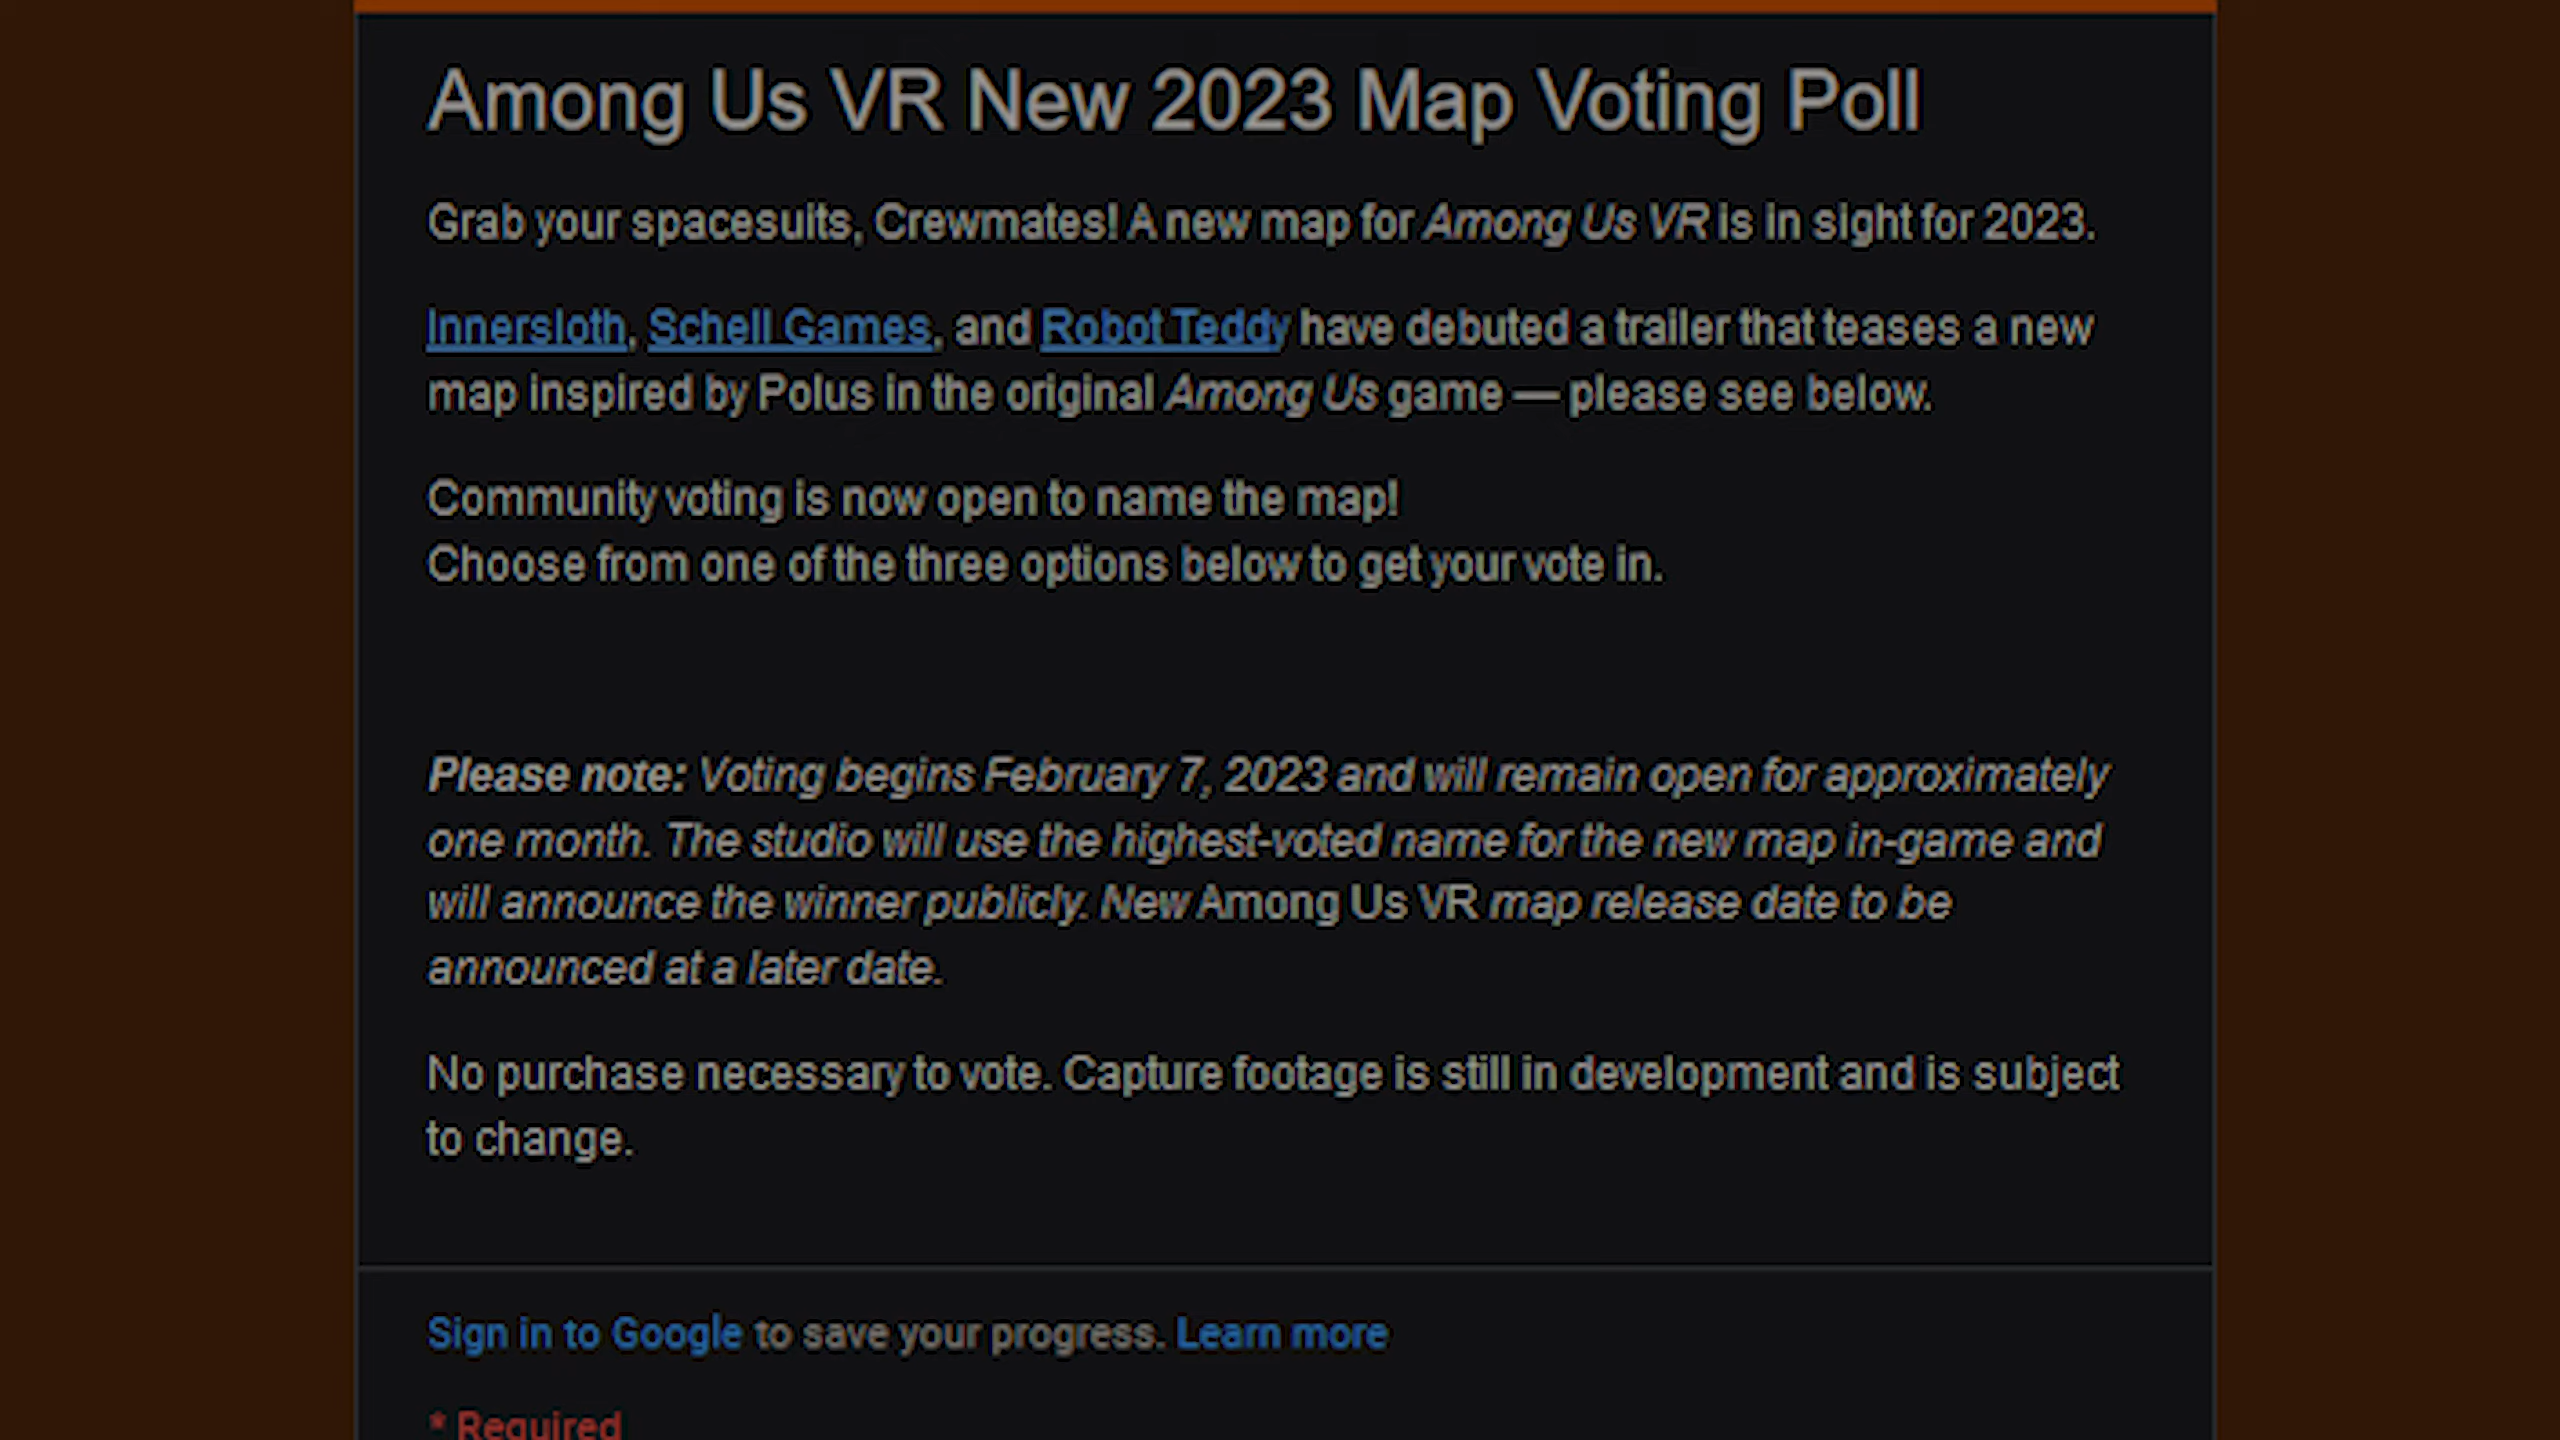 Among Us VR New 2023 Map Voting Poll
Grab your spacesuits, Crewmates! A new map for Among Us VR is in sight for 2023.
Innersloth, Schell Games, and Robot Teddy have debuted a trailer that teases a new
map inspired by Polus in the original Among Us game — please see below.
Community voting is now open to name the map!
Choose from one of the three options below to get your vote in.
Please note: Voting begins February 7, 2023 and will remain open for approximately
one month. The studio will use the highest-voted name for the new map in-game and
will announce the winner publicly. New Among Us VR map release date to be
announced at a later date.
No purchase necessary to vote. Capture footage is still in development and is subject
to change.
Sign in to Google to save your progress. Learn more
* Required